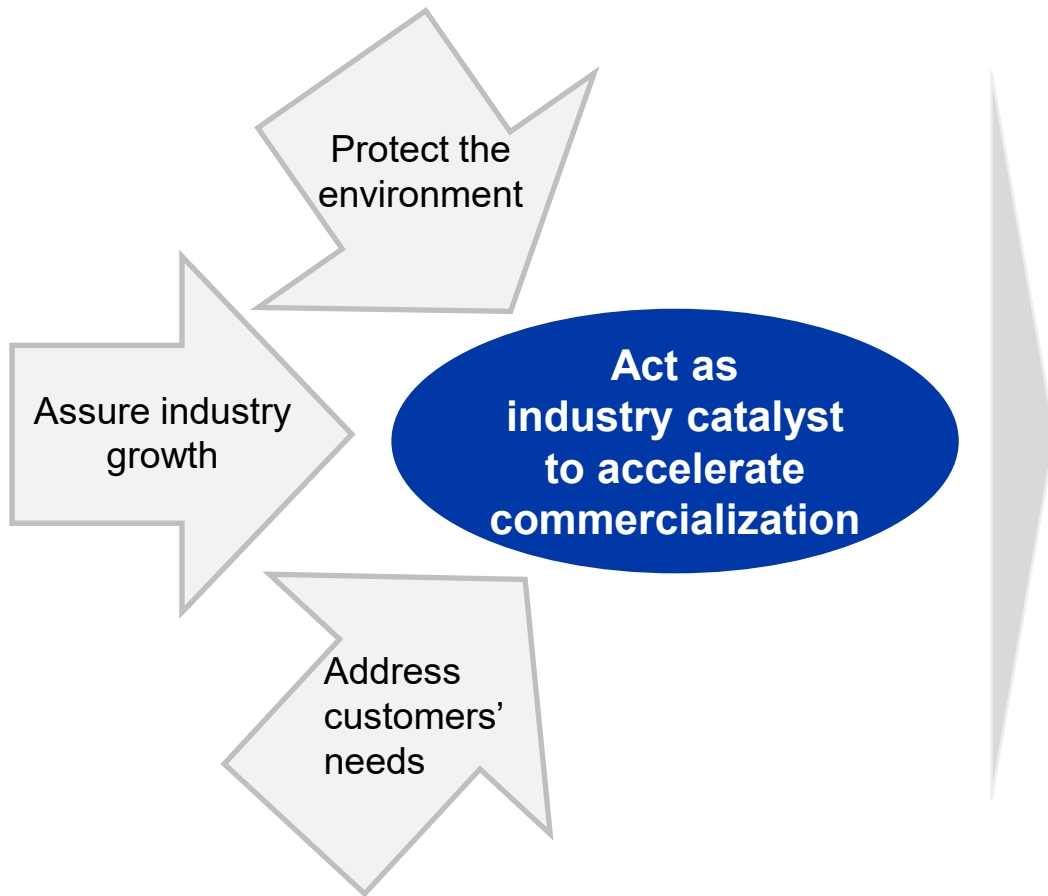 Protect the
environment
Assure industry
growth
Act as
industry catalyst
to accelerate
commercialization
Address
customers’
needs